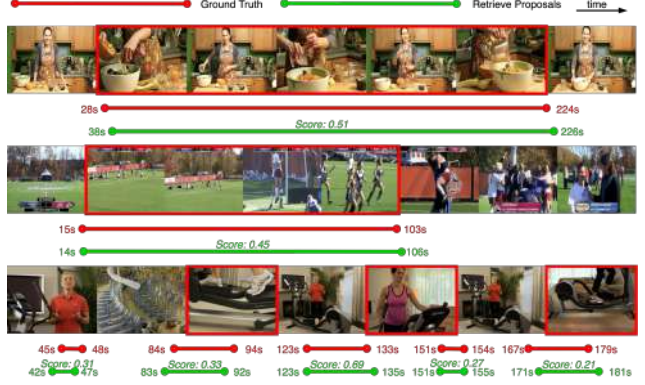 Ground Truth Retrieve Proposals time
28s 224s
Score: 0.51
38s 226s
15s 103s
Score: 0.45
14s 106s
45s 48s 84s 94s 123s 133s 151s 154s 167s 179s
Score: 0.31 Score: 0.33 Score: 0.69 Score: 0.27 Score: 0.21
42s 47s 83s 92s 123s 135s 151s 155s 171s 181s